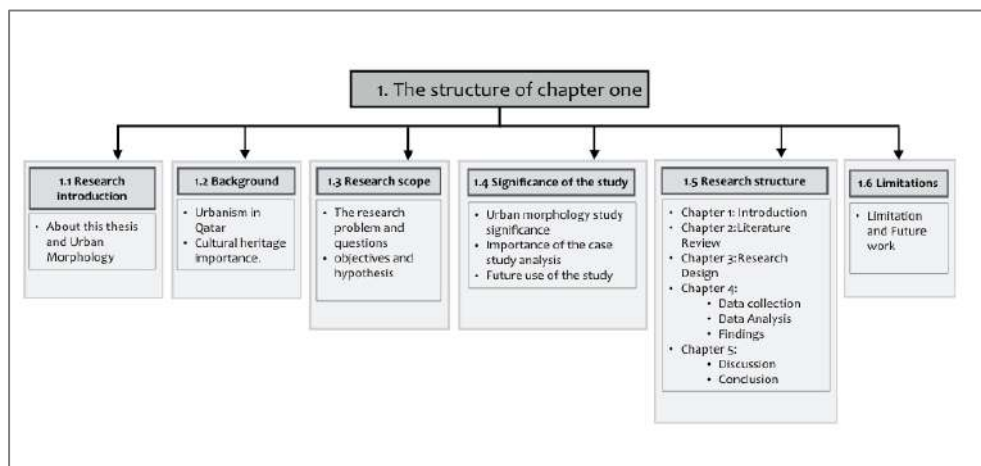 1. The structure of chapter one
1.1 Research
introduction
• About this thesis
and Urban
Morphology
1.2 Background
• Urbanism in
Qatar
• Cultural heritage
importance.
1.3 Research scope
• The research
problem and
questions
• objectives and
hypothesis
1.4 Significance of the study
• Urban morphology study
significance
• Importance of the case
study analysis
• Future use of the study
1.5 Research structure
• Chapter 1: Introduction
• Chapter 2:Literature
Review
• Chapter 3:Research
Design
• Chapter 4:
• Data collection
• Data Analysis
• Findings
• Chapter 5:
• Discussion
• Conclusion
1.6 Limitations
• Limitation
and Future
work